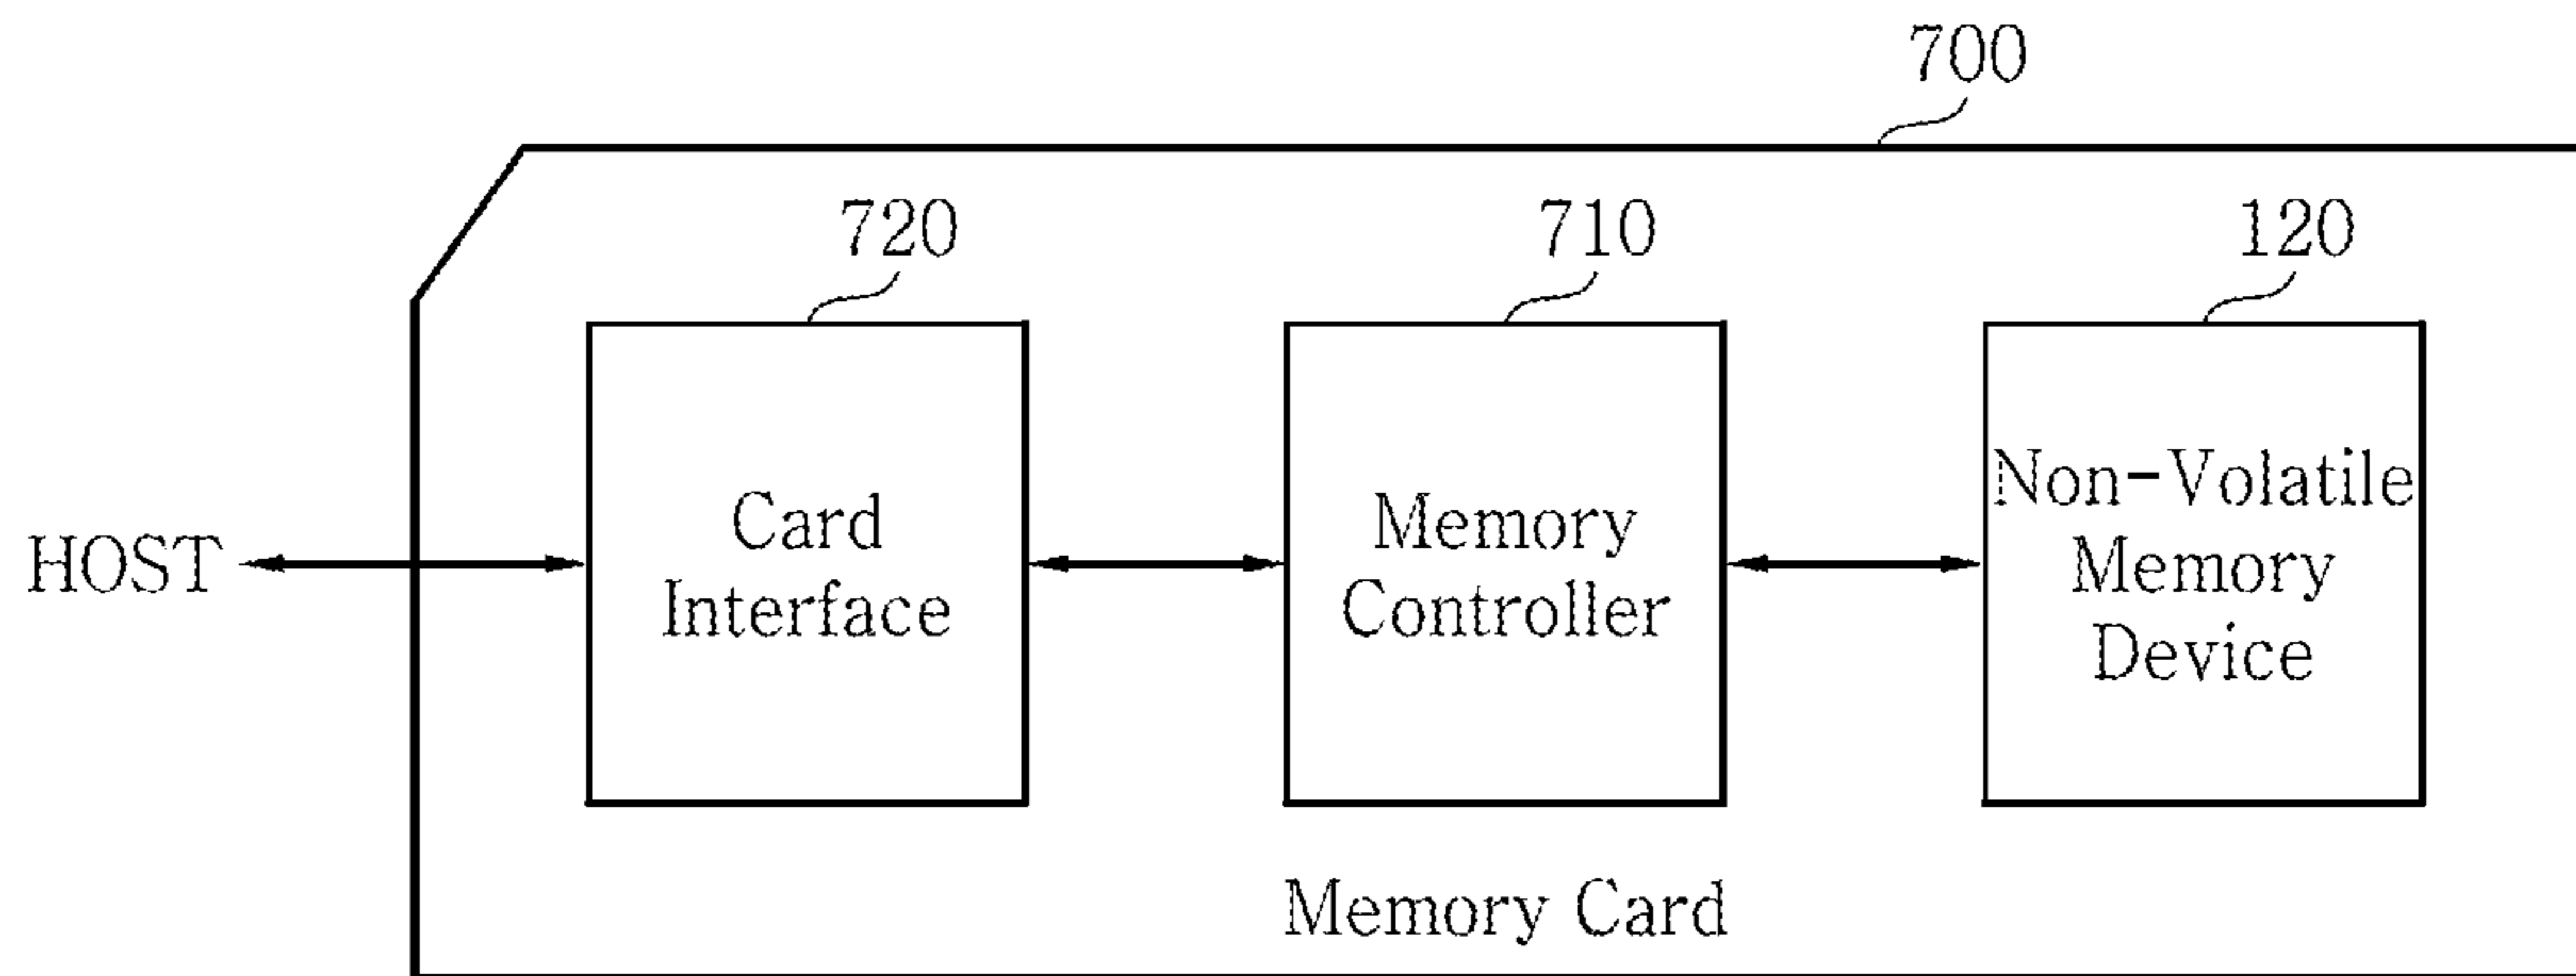 700
720
710
120
HOST
Card
Interface
Memory
Controller
Non-Volatile
Memory
Device
Memory Card